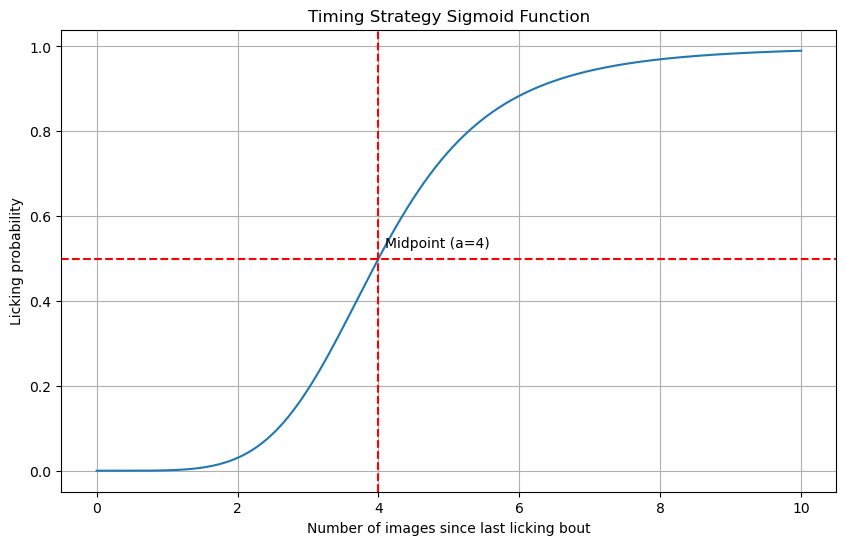 Timing Strategy Sigmoid Function
1.0
0.8
0.6
0.4
0.2
0.0
Licking probability
Midpoint (a=4)
0 2 4 6 8 10
Number of images since last licking bout